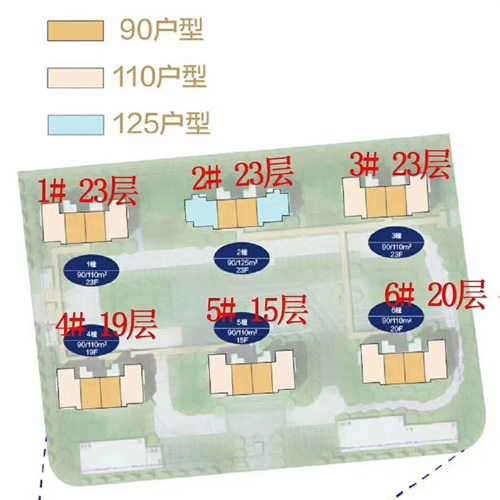 90户型
110户型
125户型
1# 23层
2# 23层
3# 23层
1幢
90/110m²
23F
2幢
90/125m²
23F
3幢
90/110m²
23F
4# 19层
5# 15层
6# 20层
4幢
90/110m²
19F
5幢
90/110m²
15F
6幢
90/110m²
20F